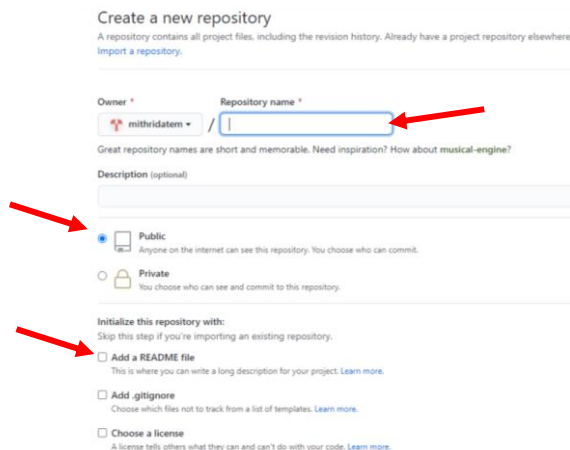 Create a new repository
A repository contains all project files, including the revision history. Already have a project repository elsewhere
Import a repository.
Owner * Repository name *
mithridatem /
Great repository names are short and memorable. Need inspiration? How about musical-engine?
Description (optional)
Public
Anyone on the internet can see this repository. You choose who can commit.
Private
You choose who can see and commit to this repository.
Initialize this repository with:
Skip this step if you're importing an existing repository.
Add a README file
This is where you can write a long description for your project. Learn more.
Add .gitignore
Choose which files not to track from a list of templates. Learn more.
Choose a license
A license tells others what they can and can't do with your code. Learn more.